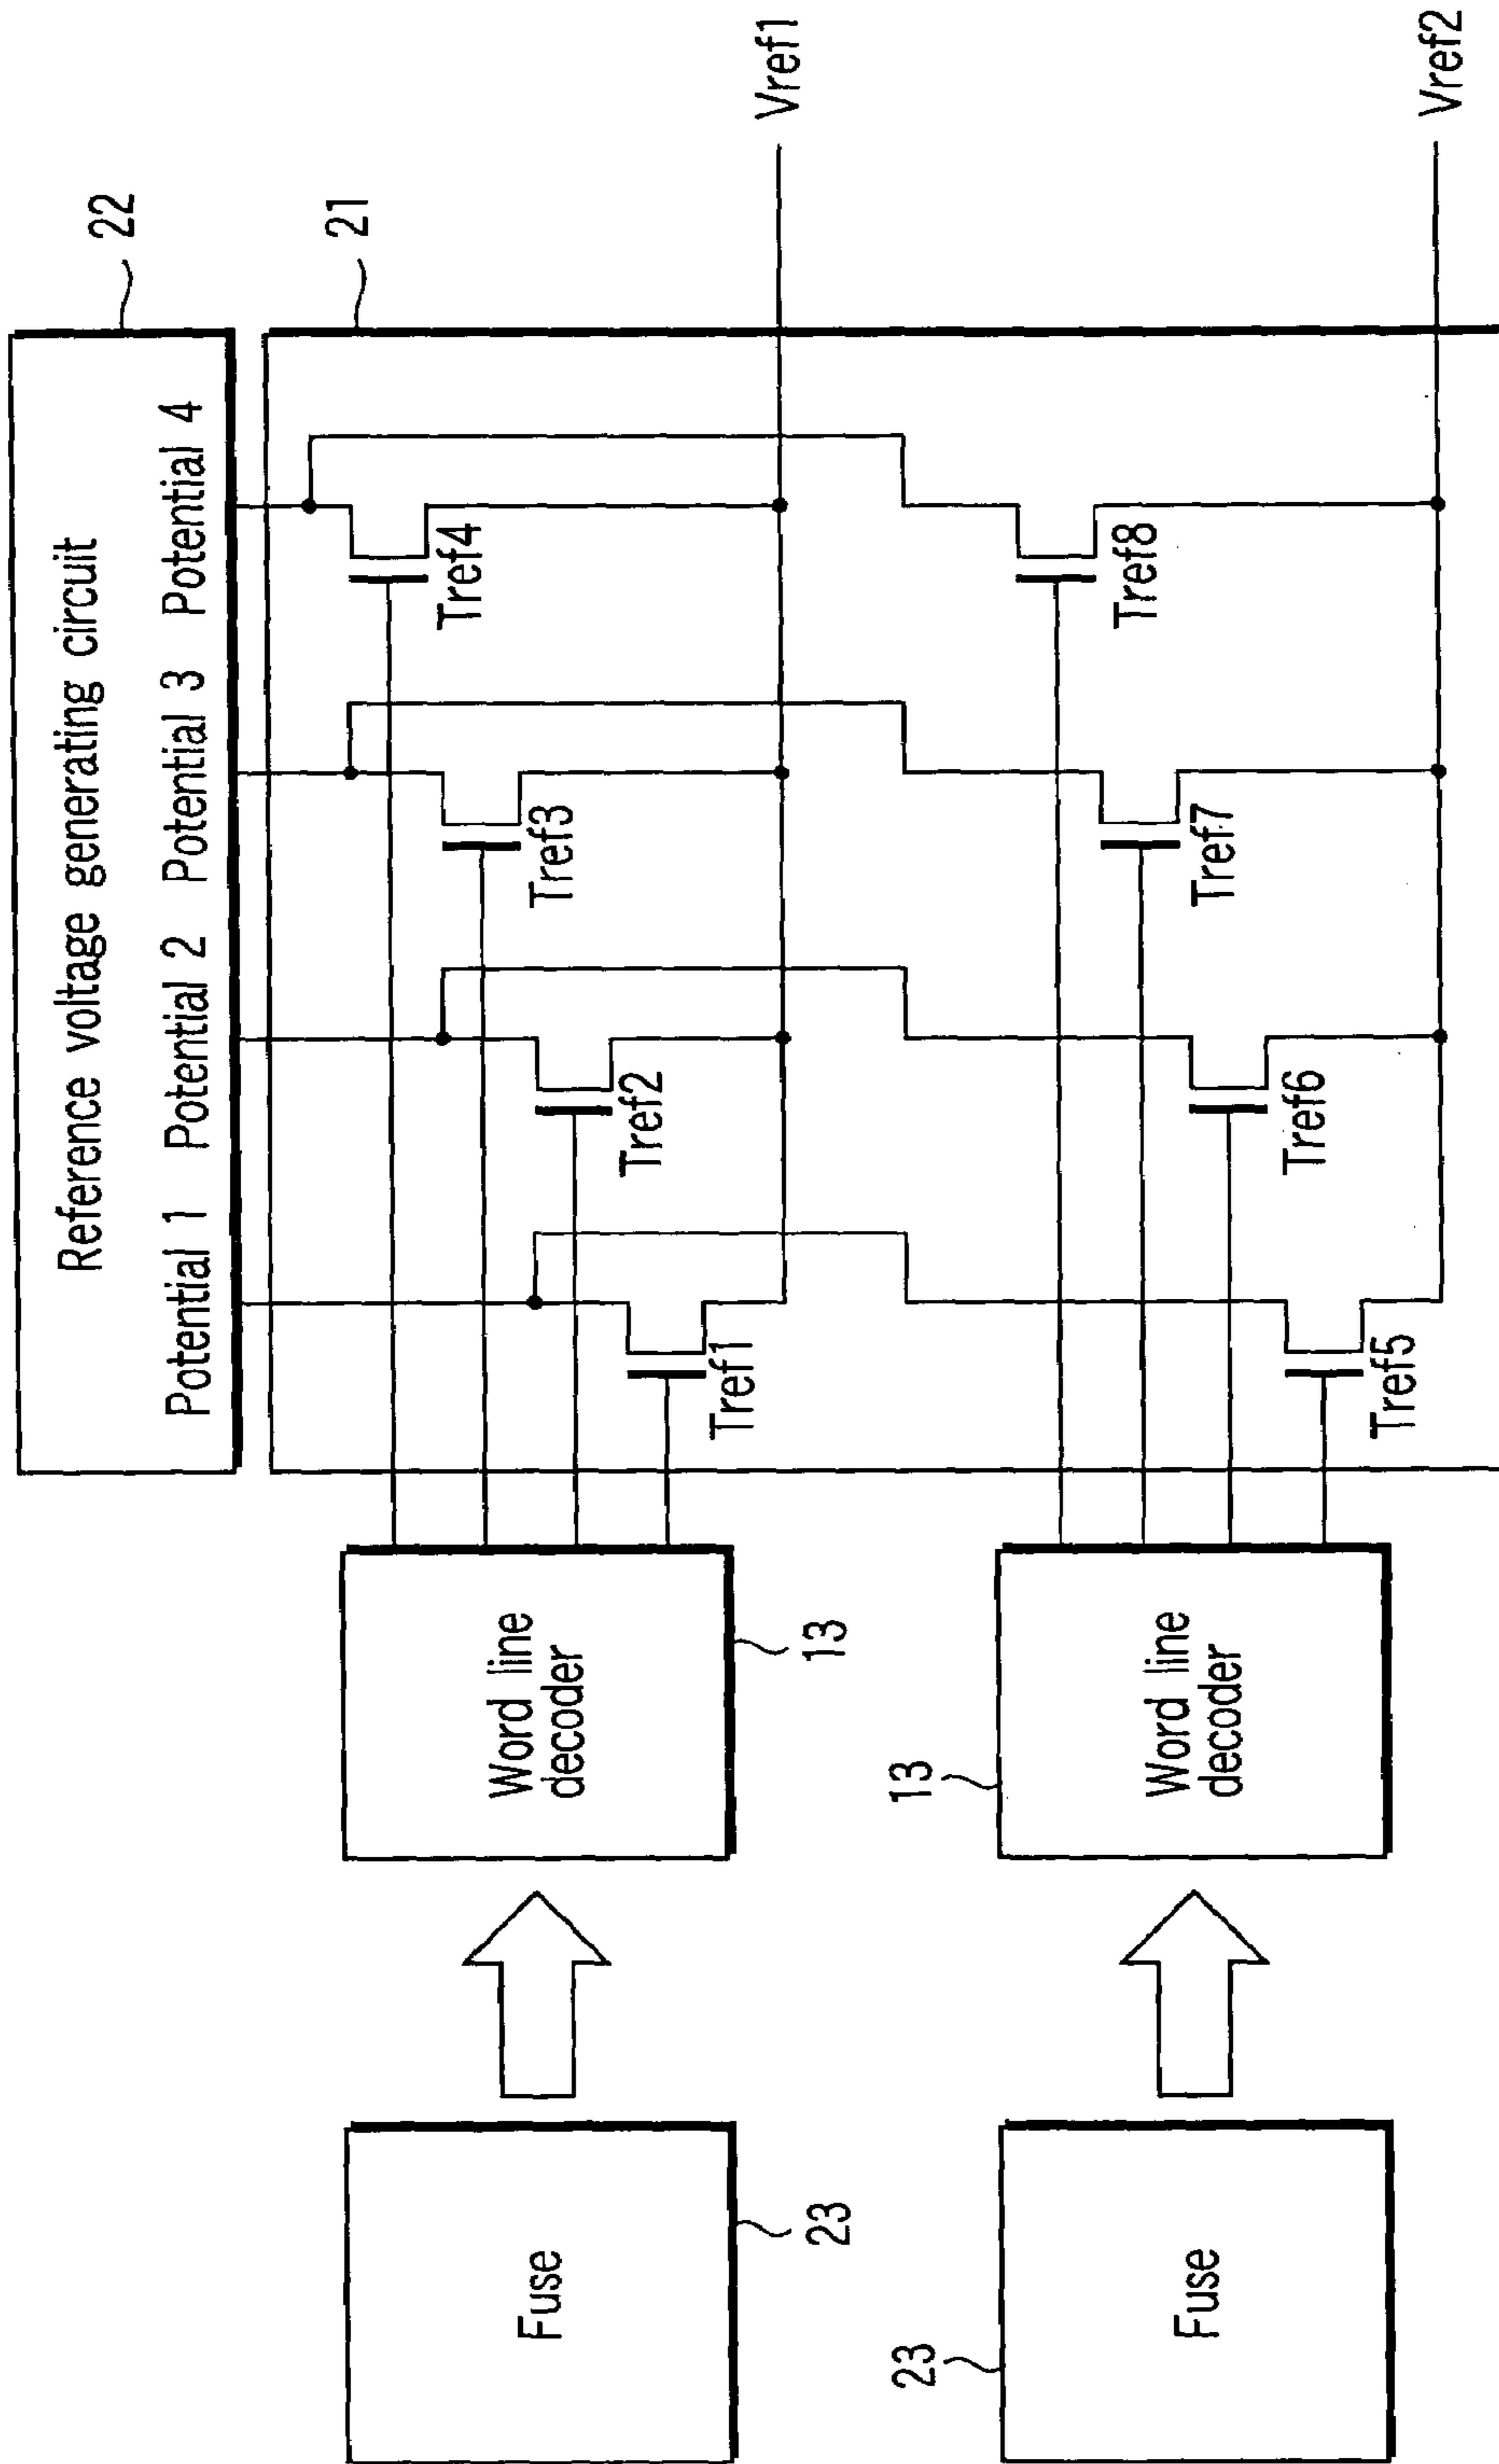 22
Reference voltage generating circuit
Potential 1 Potential 2 Potential 3 Potential 4
21
Tref4
Tref3
Tref2
Tref1
Vref1
Word line
decoder
13
Fuse
23
Tref8
Tref7
Tref6
Tref5
Vref2
13
Word line
decoder
23
Fuse